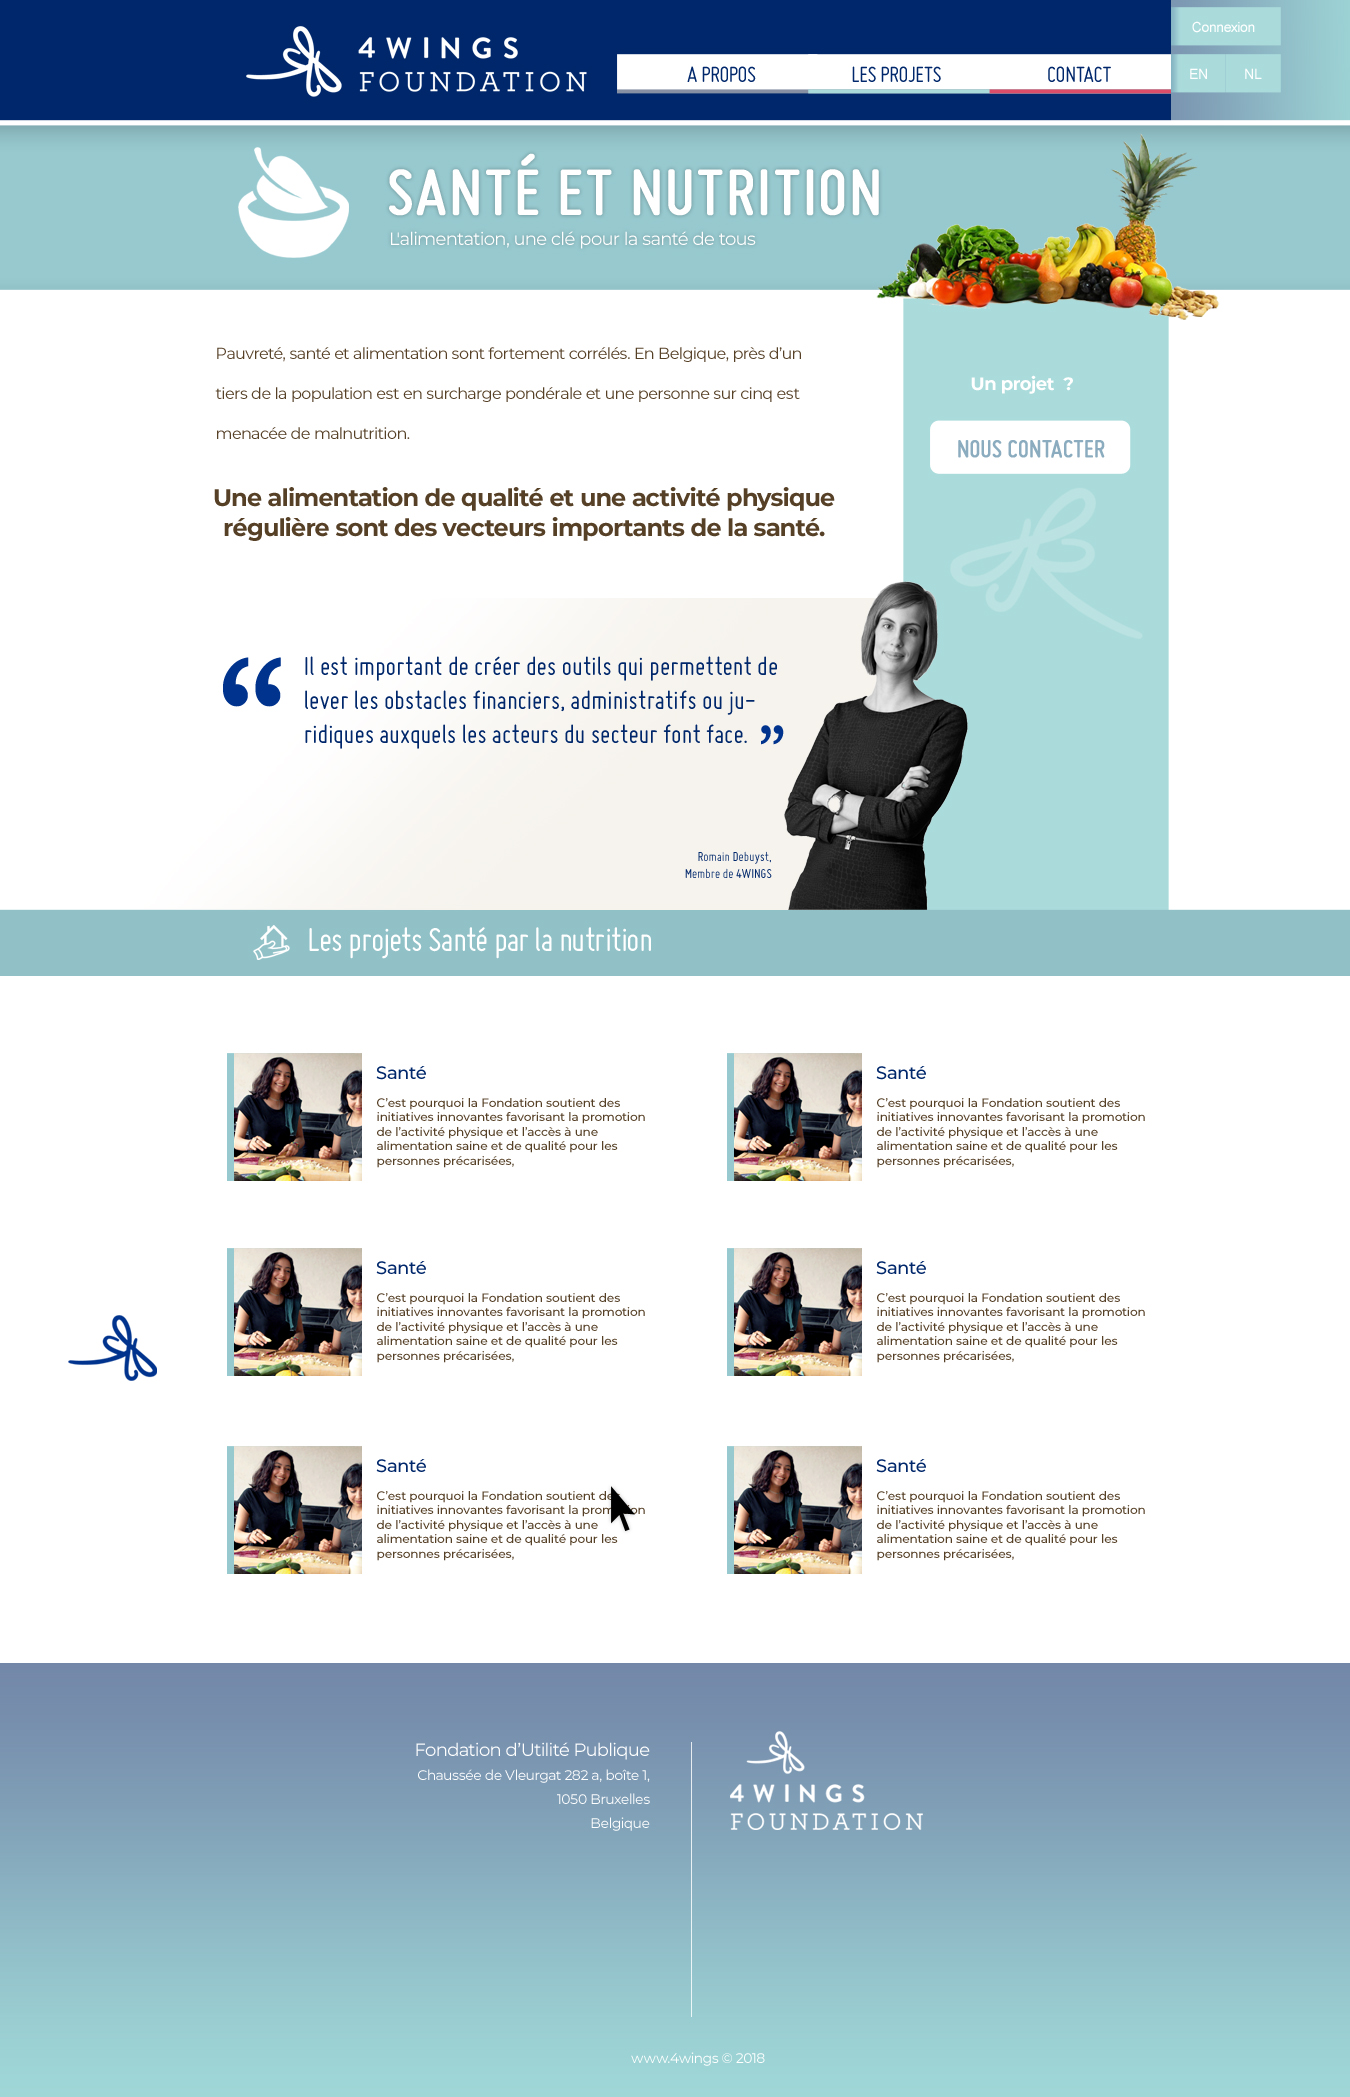 4WINGS
FOUNDATION
A PROPOS
LES PROJETS
CONTACT
Connexion
EN
NL
SANTÉ ET NUTRITION
L'alimentation, une clé pour la santé de tous
Pauvreté, santé et alimentation sont fortement corrélés. En Belgique, près d'un
tiers de la population est en surcharge pondérale et une personne sur cinq est
menacée de malnutrition.
Un projet ?
NOUS CONTACTER
Une alimentation de qualité et une activité physique
régulière sont des vecteurs importants de la santé.
“ Il est important de créer des outils qui permettent de
lever les obstacles financiers, administratifs ou ju-
ridiques auxquels les acteurs du secteur font face. ”
Romain Debuyst,
Membre de 4WINGS
Les projets Santé par la nutrition
Santé
C'est pourquoi la Fondation soutient des
initiatives innovantes favorisant la promotion
de l'activité physique et l'accès à une
alimentation saine et de qualité pour les
personnes précarisées,
Santé
C'est pourquoi la Fondation soutient des
initiatives innovantes favorisant la promotion
de l'activité physique et l'accès à une
alimentation saine et de qualité pour les
personnes précarisées,
Santé
C'est pourquoi la Fondation soutient des
initiatives innovantes favorisant la promotion
de l'activité physique et l'accès à une
alimentation saine et de qualité pour les
personnes précarisées,
Santé
C'est pourquoi la Fondation soutient des
initiatives innovantes favorisant la promotion
de l'activité physique et l'accès à une
alimentation saine et de qualité pour les
personnes précarisées,
Santé
C'est pourquoi la Fondation soutient des
initiatives innovantes favorisant la promotion
de l'activité physique et l'accès à une
alimentation saine et de qualité pour les
personnes précarisées,
Santé
C'est pourquoi la Fondation soutient des
initiatives innovantes favorisant la promotion
de l'activité physique et l'accès à une
alimentation saine et de qualité pour les
personnes précarisées,
Fondation d'Utilité Publique
Chaussée de Vleurgat 282 a, boîte 1,
1050 Bruxelles
Belgique
4WINGS
FOUNDATION
www.4wings © 2018